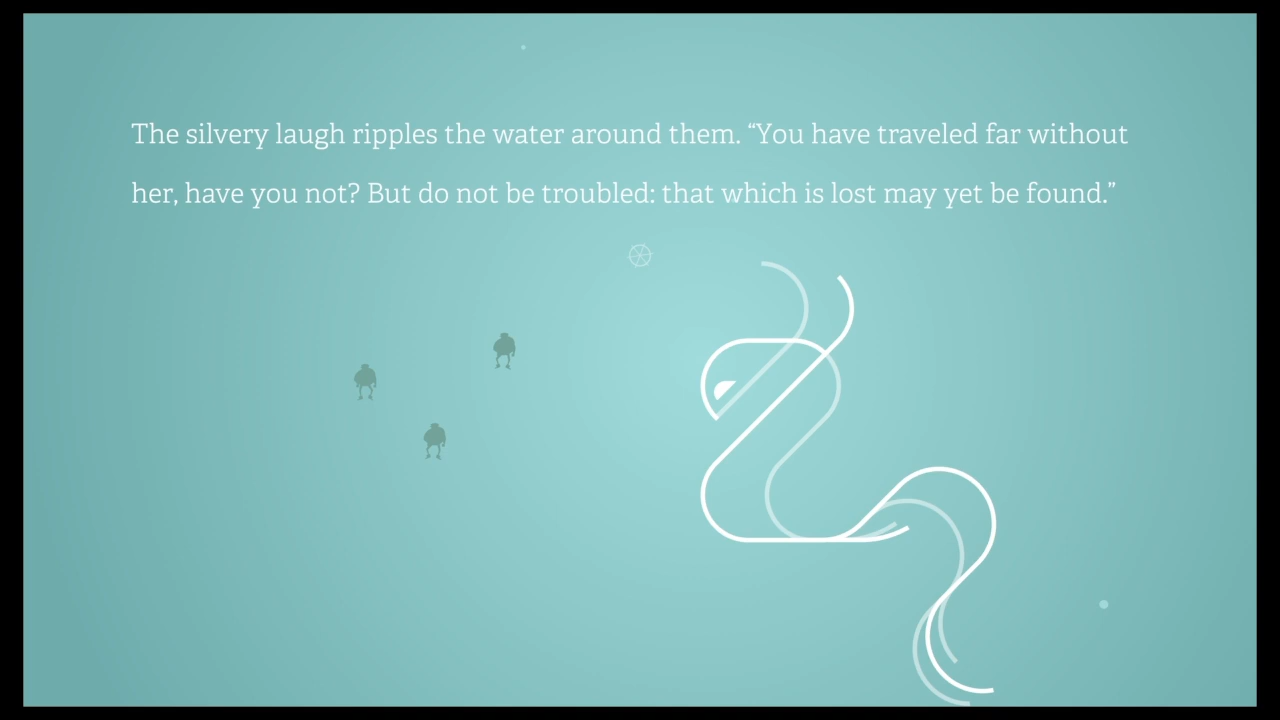 The silvery laugh ripples the water around them. “You have traveled far without
her, have you not? But do not be troubled: that which is lost may yet be found.”